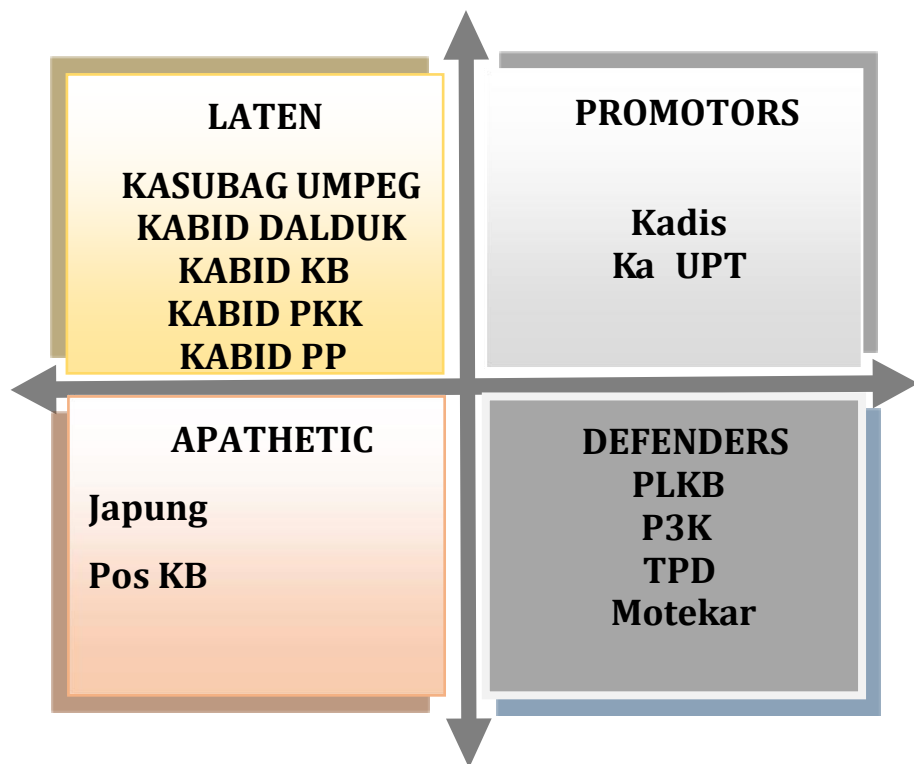 LATEN
KASUBAG UMPEG
KABID DALDUK
KABID KB
KABID PKK
KABID PP
PROMOTORS
Kadis
Ka UPT
APATHETIC
Japung
Pos KB
DEFENDERS
PLKB
P3K
TPD
Motekar